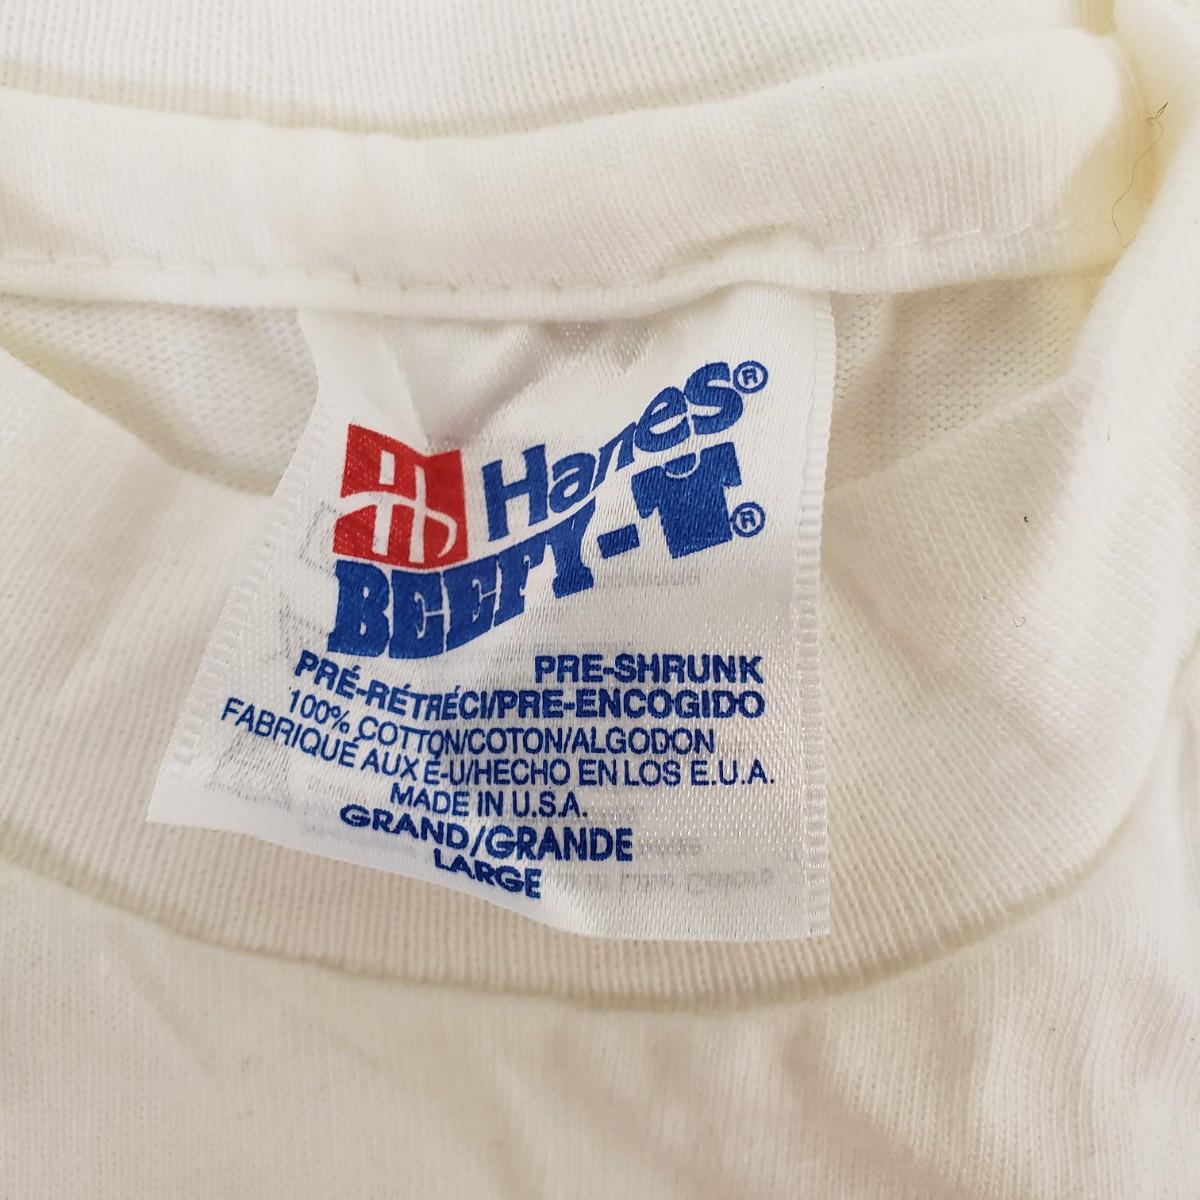 Hanes®
BEEFY-T®
PRE-SHRUNK
PRÉ-RÉTRÉCI/PRE-ENCOGIDO
100% COTTON/COTON/ALGODON
FABRIQUÉ AUX É-U/HECHO EN LOS E.U.A.
MADE IN U.S.A.
GRAND/GRANDE
LARGE